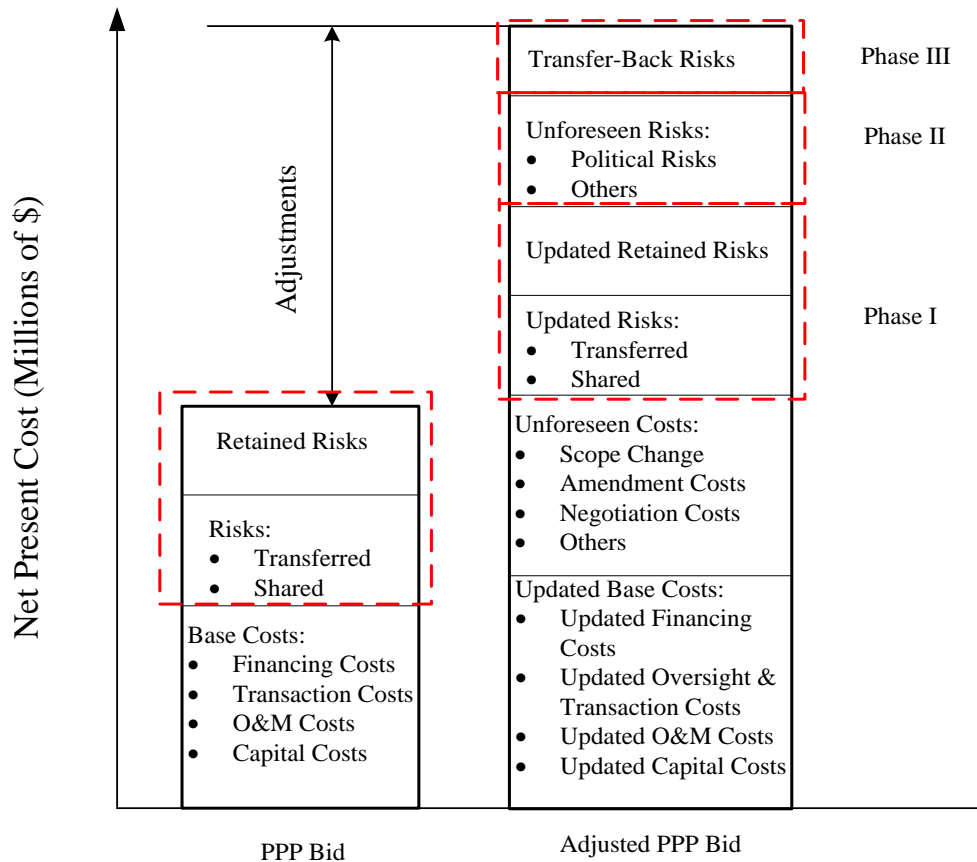 Net Present Cost (Millions of $)
Adjustments
Retained Risks
Risks:
• Transferred
• Shared
Base Costs:
• Financing Costs
• Transaction Costs
• O&M Costs
• Capital Costs
PPP Bid
Transfer-Back Risks
Unforeseen Risks:
• Political Risks
• Others
Updated Retained Risks
Updated Risks:
• Transferred
• Shared
Unforeseen Costs:
• Scope Change
• Amendment Costs
• Negotiation Costs
• Others
Updated Base Costs:
• Updated Financing
Costs
• Updated Oversight &
Transaction Costs
• Updated O&M Costs
• Updated Capital Costs
Adjusted PPP Bid
Phase III
Phase II
Phase I